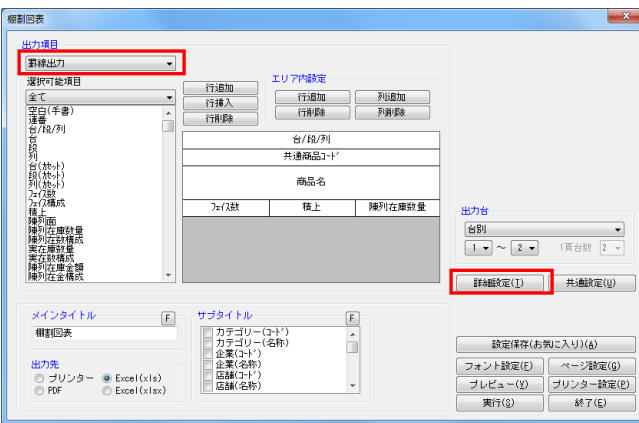 棚割図表
出力項目
罫線出力
選択可能項目
全て
空白(手書)
連番
台/段/列
台
段
列
台(カセット)
段(カセット)
列(カセット)
フェイス数
フェイス構成
積上
陳列面
陳列在庫数量
陳列在数構成
実在庫数量
実在数構成
陳列在庫金額
陳列在金構成
行追加
行挿入
行削除
エリア内設定
行追加
列追加
行削除
列削除
台/段/列
共通商品コード
商品名
フェイス数
積上
陳列在庫数量
出力台
台別
1 ~ 2
1頁台数 2
詳細設定(I)
共通設定(U)
メインタイトル
F
棚割図表
出力先
プリンター
Excel(xls)
PDF
Excel(xlsx)
サブタイトル
F
カテゴリー(コード)
カテゴリー(名称)
企業(コード)
企業(名称)
店舗(コード)
店舗(名称)
設定保存(お気に入り)(A)
フォント設定(F)
ページ設定(G)
プレビュー(V)
プリンター設定(P)
実行(S)
終了(E)